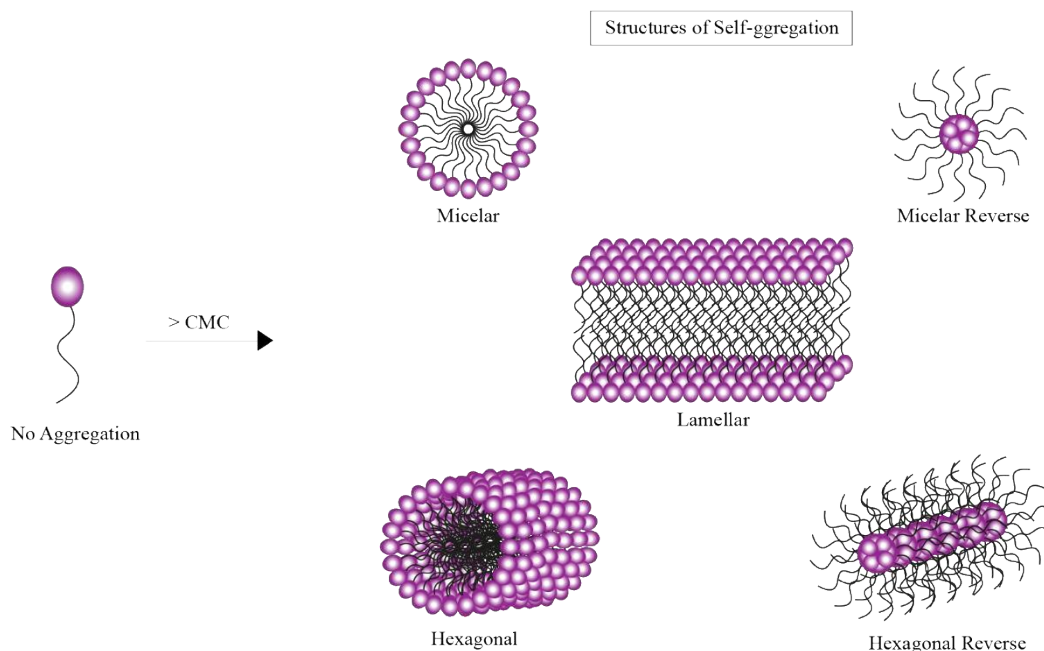 Structures of Self-ggregation
Micelar
Micelar Reverse
> CMC
No Aggregation
Lamellar
Hexagonal
Hexagonal Reverse